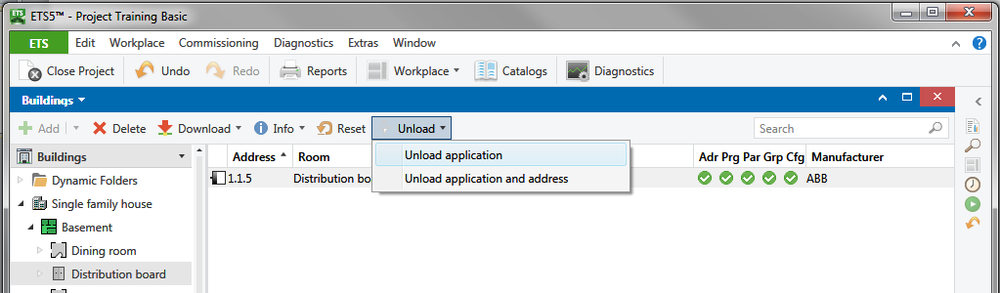 ETS ETS5™ - Project Training Basic
ETS Edit Workplace Commissioning Diagnostics Extras Window
Close Project Undo Redo Reports Workplace Catalogs Diagnostics
Buildings
Add Delete Download Info Reset Unload Search
Buildings Address Room Adr Prg Par Grp Cfg Manufacturer
Unload application
Unload application and address
Dynamic Folders 1.1.5 Distribution bo ABB
Single family house
Basement
Dining room
Distribution board